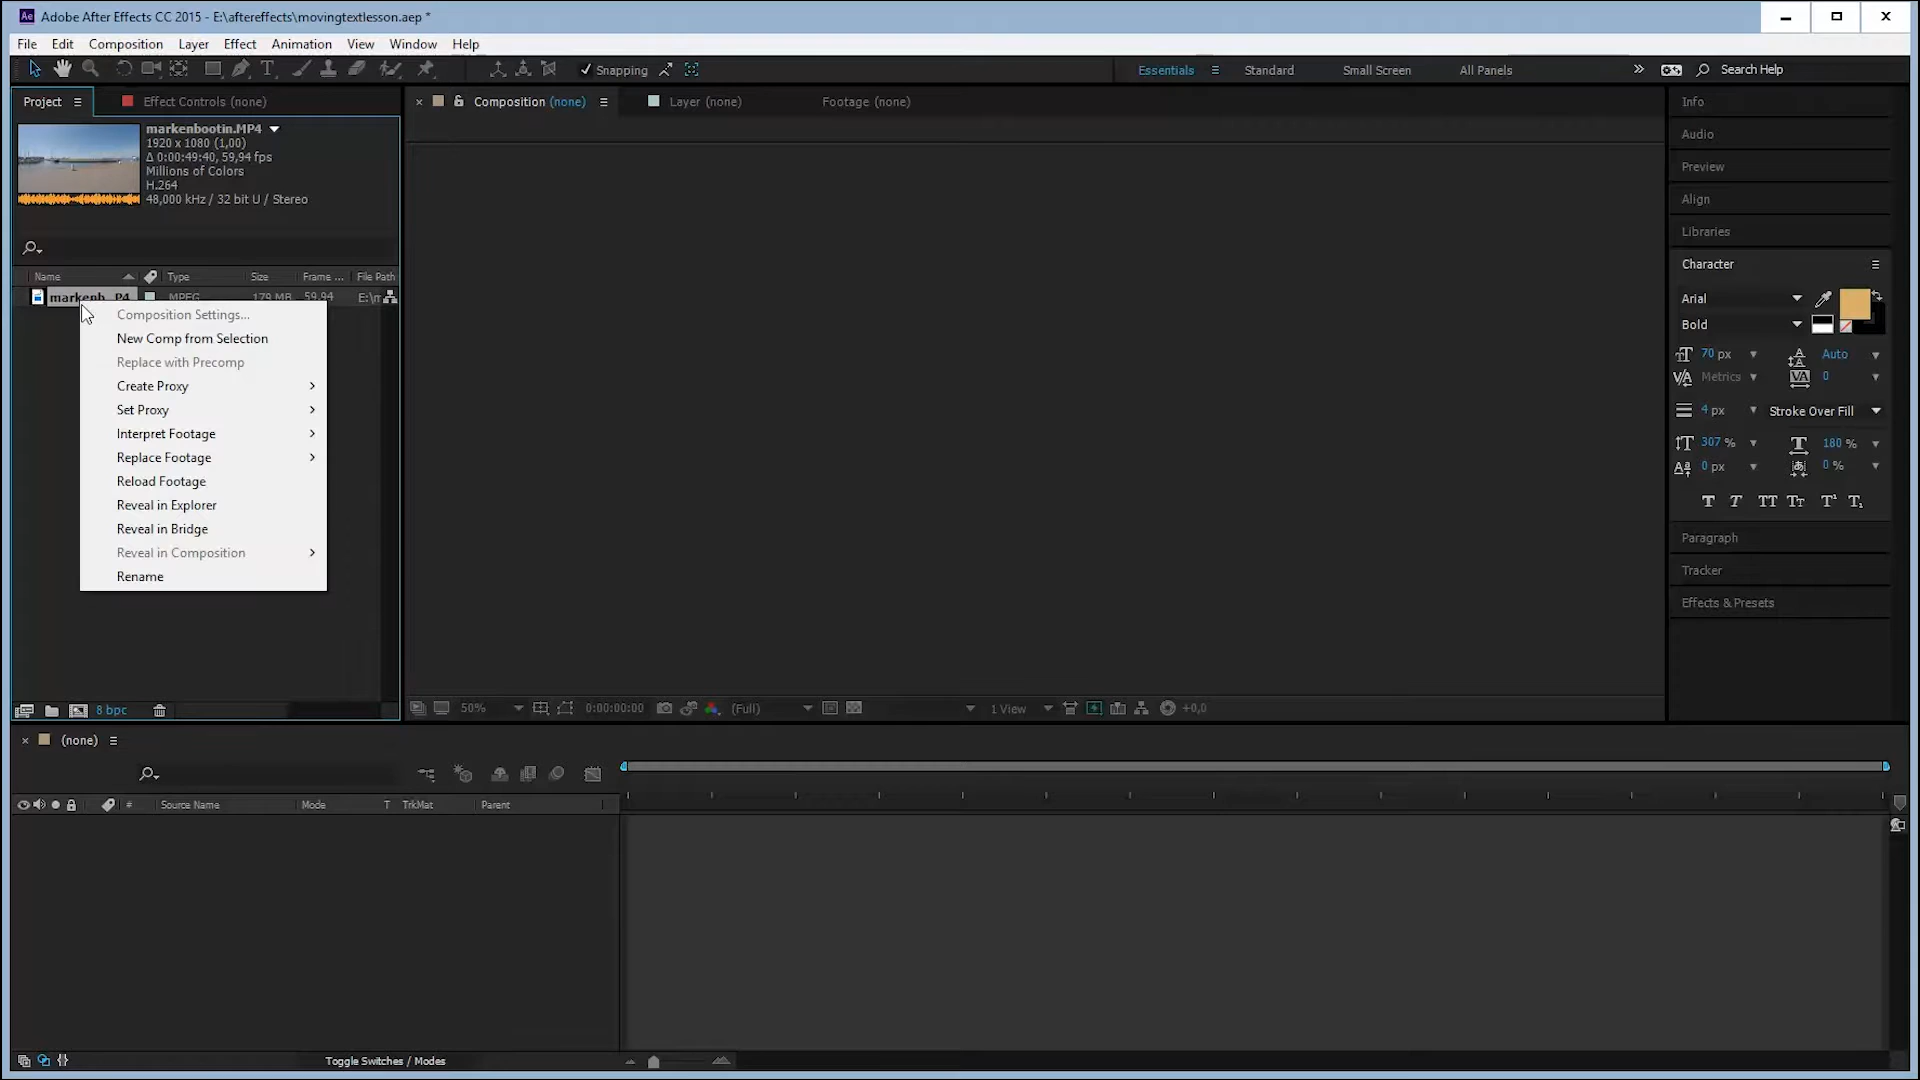 Adobe After Effects CC 2015 - E:\aftereffects\movingtextlesson.aep *
File Edit Composition Layer Effect Animation View Window Help
Snapping
Essentials Standard Small Screen All Panels Search Help
Project Effect Controls (none)
Composition (none) Layer (none) Footage (none)
markenbootin.MP4
1920 x 1080 (1,00)
Δ 0:00:49:40, 59,94 fps
Millions of Colors
H.264
48,000 kHz / 32 bit U / Stereo
Name Type Size Frame ... File Path
markenb...P4 MPEG 179 MB 59,94
Composition Settings...
New Comp from Selection
Replace with Precomp
Create Proxy
Set Proxy
Interpret Footage
Replace Footage
Reload Footage
Reveal in Explorer
Reveal in Bridge
Reveal in Composition
Rename
8 bpc
50% 0:00:00:00 (Full) 1 View +0,0
Info
Audio
Preview
Align
Libraries
Character
Arial
Bold
70 px Auto
Metrics 0
4 px Stroke Over Fill
307 % 180 %
0 px 0 %
Paragraph
Tracker
Effects & Presets
(none)
# Source Name Mode T TrkMat Parent
Toggle Switches / Modes